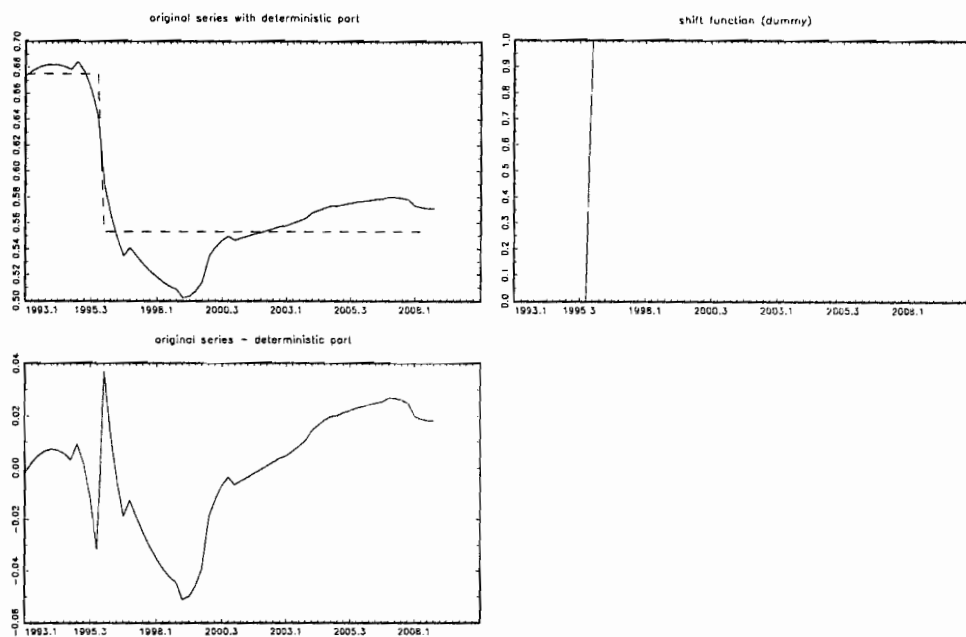 original series with deterministic part
0.50 0.52 0.54 0.56 0.58 0.60 0.62 0.64 0.66 0.68 0.70
1993.1 1995.3 1998.1 2000.3 2003.1 2005.3 2008.1
shift function (dummy)
0.0 0.1 0.2 0.3 0.4 0.5 0.6 0.7 0.8 0.9 1.0
1993.1 1995.3 1998.1 2000.3 2003.1 2005.3 2008.1
original series - deterministic part
-0.06 -0.04 -0.02 0.00 0.02 0.04
1993.1 1995.3 1998.1 2000.3 2003.1 2005.3 2008.1